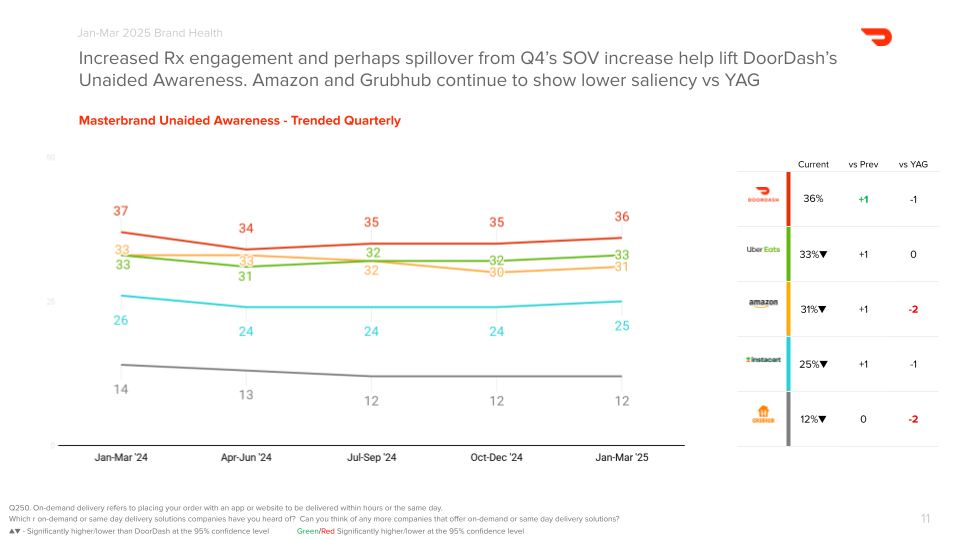 Jan-Mar 2025 Brand Health
Increased Rx engagement and perhaps spillover from Q4’s SOV increase help lift DoorDash’s
Unaided Awareness. Amazon and Grubhub continue to show lower saliency vs YAG
Masterbrand Unaided Awareness - Trended Quarterly
Current vs Prev vs YAG
37 34 35 35 36
33 33 32 30 31
33 31 32 32 33
25
26 24 24 24 25
14 13 12 12 12
0
Jan-Mar '24 Apr-Jun '24 Jul-Sep '24 Oct-Dec '24 Jan-Mar '25
DOORDASH 36% +1 -1
Uber Eats 33%▼ +1 0
amazon 31%▼ +1 -2
instacart 25%▼ +1 -1
12%▼ 0 -2
Q250. On-demand delivery refers to placing your order with an app or website to be delivered within hours or the same day.
Which r on-demand or same day delivery solutions companies have you heard of? Can you think of any more companies that offer on-demand or same day delivery solutions?
▲▼ - Significantly higher/lower than DoorDash at the 95% confidence level Green/Red Significantly higher/lower at the 95% confidence level
11